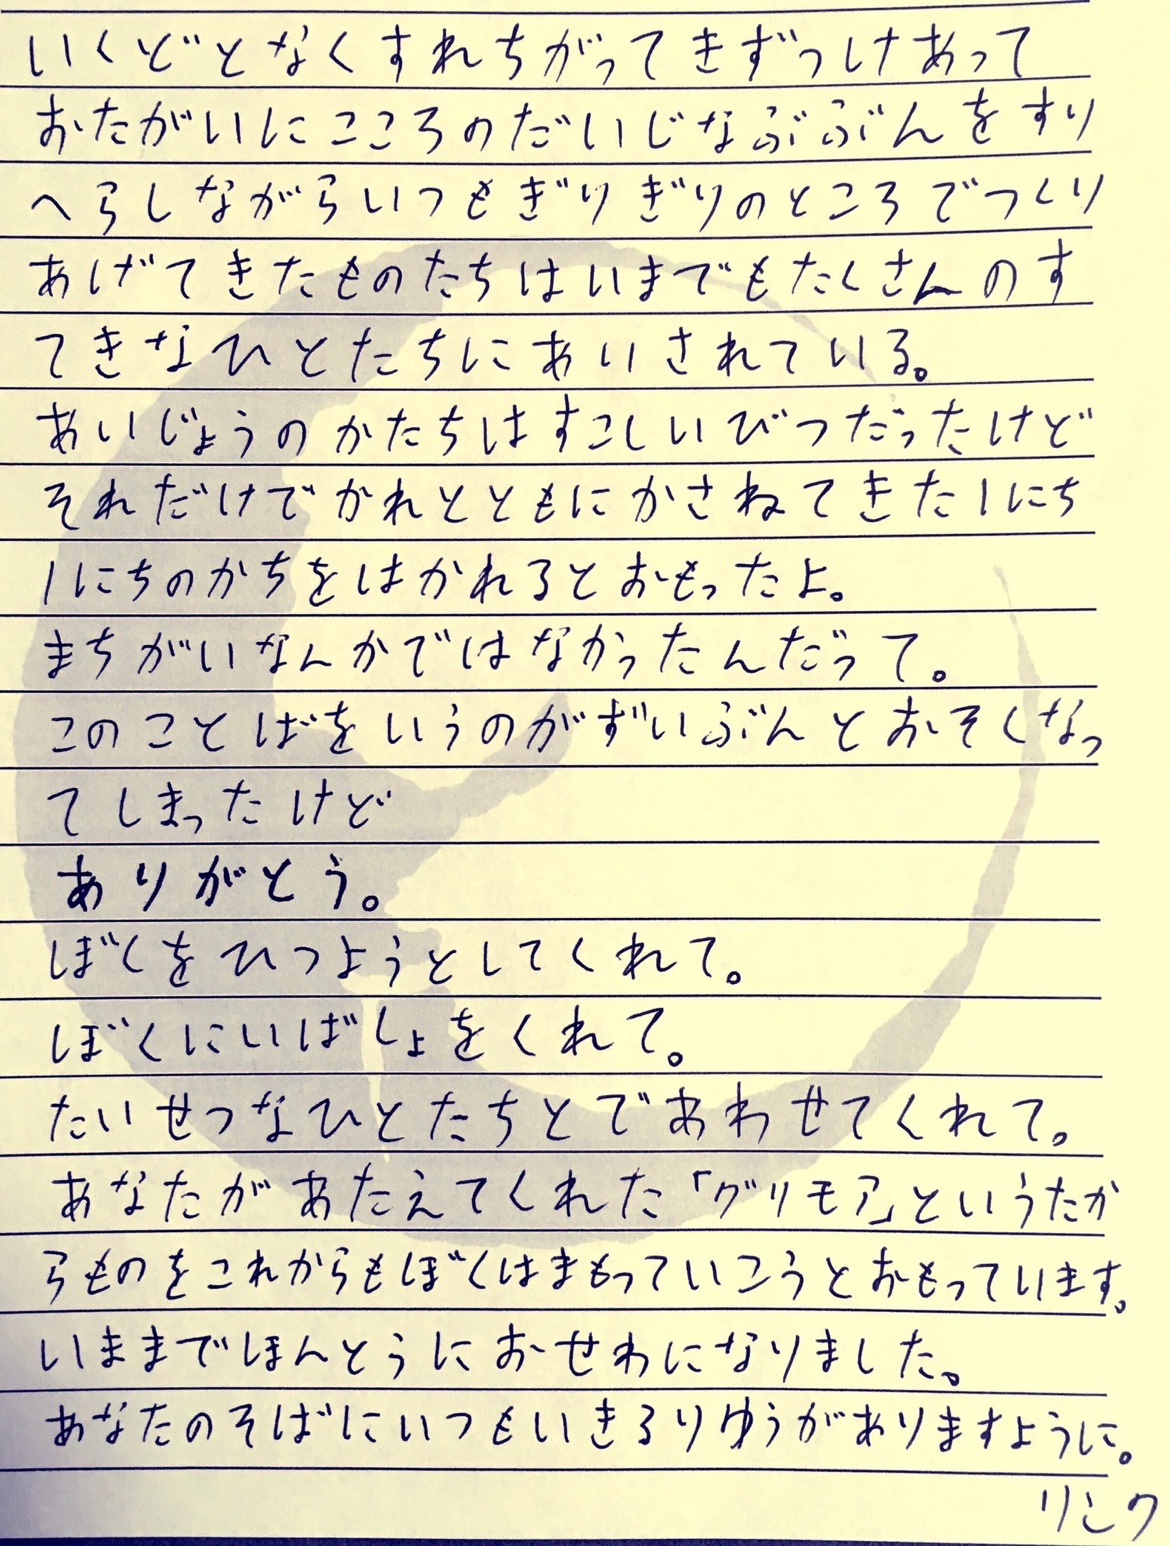 いくどとなくすれちがってきずつけあって
おたがいにこころのだいじなぶぶんをすり
へらしながらいつもぎりぎりのところでつくり
あげてきたものたちはいまでもたくさんのす
てきなひとたちにあいされている。
あいじょうのかたちはすこしいびつだったけど
それだけでかれとともにかさねてきた1にち
1にちのかちをはかれるとおもったよ。
まちがいなんかではなかったんだって。
このことばをいうのがずいぶんとおそくなっ
てしまったけど
ありがとう。
ぼくをひつようとしてくれて。
ぼくにいばしょをくれて。
たいせつなひとたちとであわせてくれて。
あなたがあたえてくれた「グリモア」というたか
らものをこれからもぼくはまもっていこうとおもっています。
いままでほんとうにおせわになりました。
あなたのそばにいつもいきるりゆうがありますように。
リンク